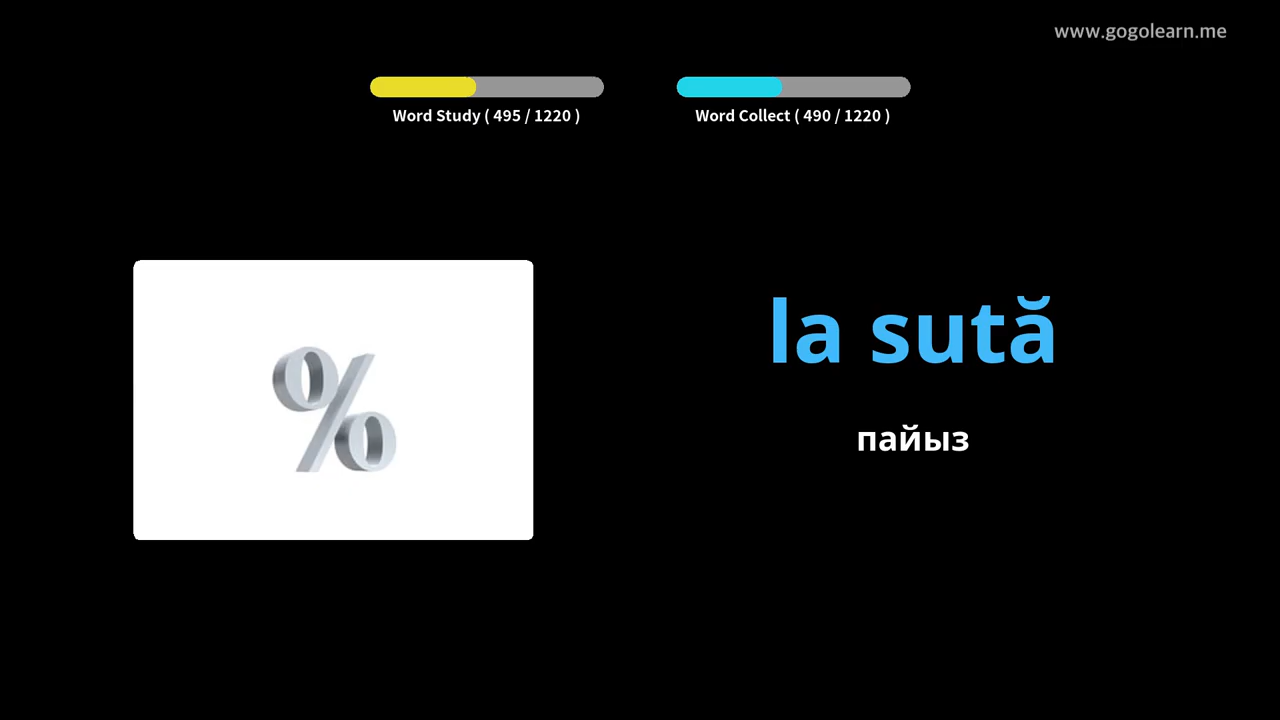 www.gogolearn.me
Word Study ( 495 / 1220 )
Word Collect ( 490 / 1220 )
%
la sută
пайыз